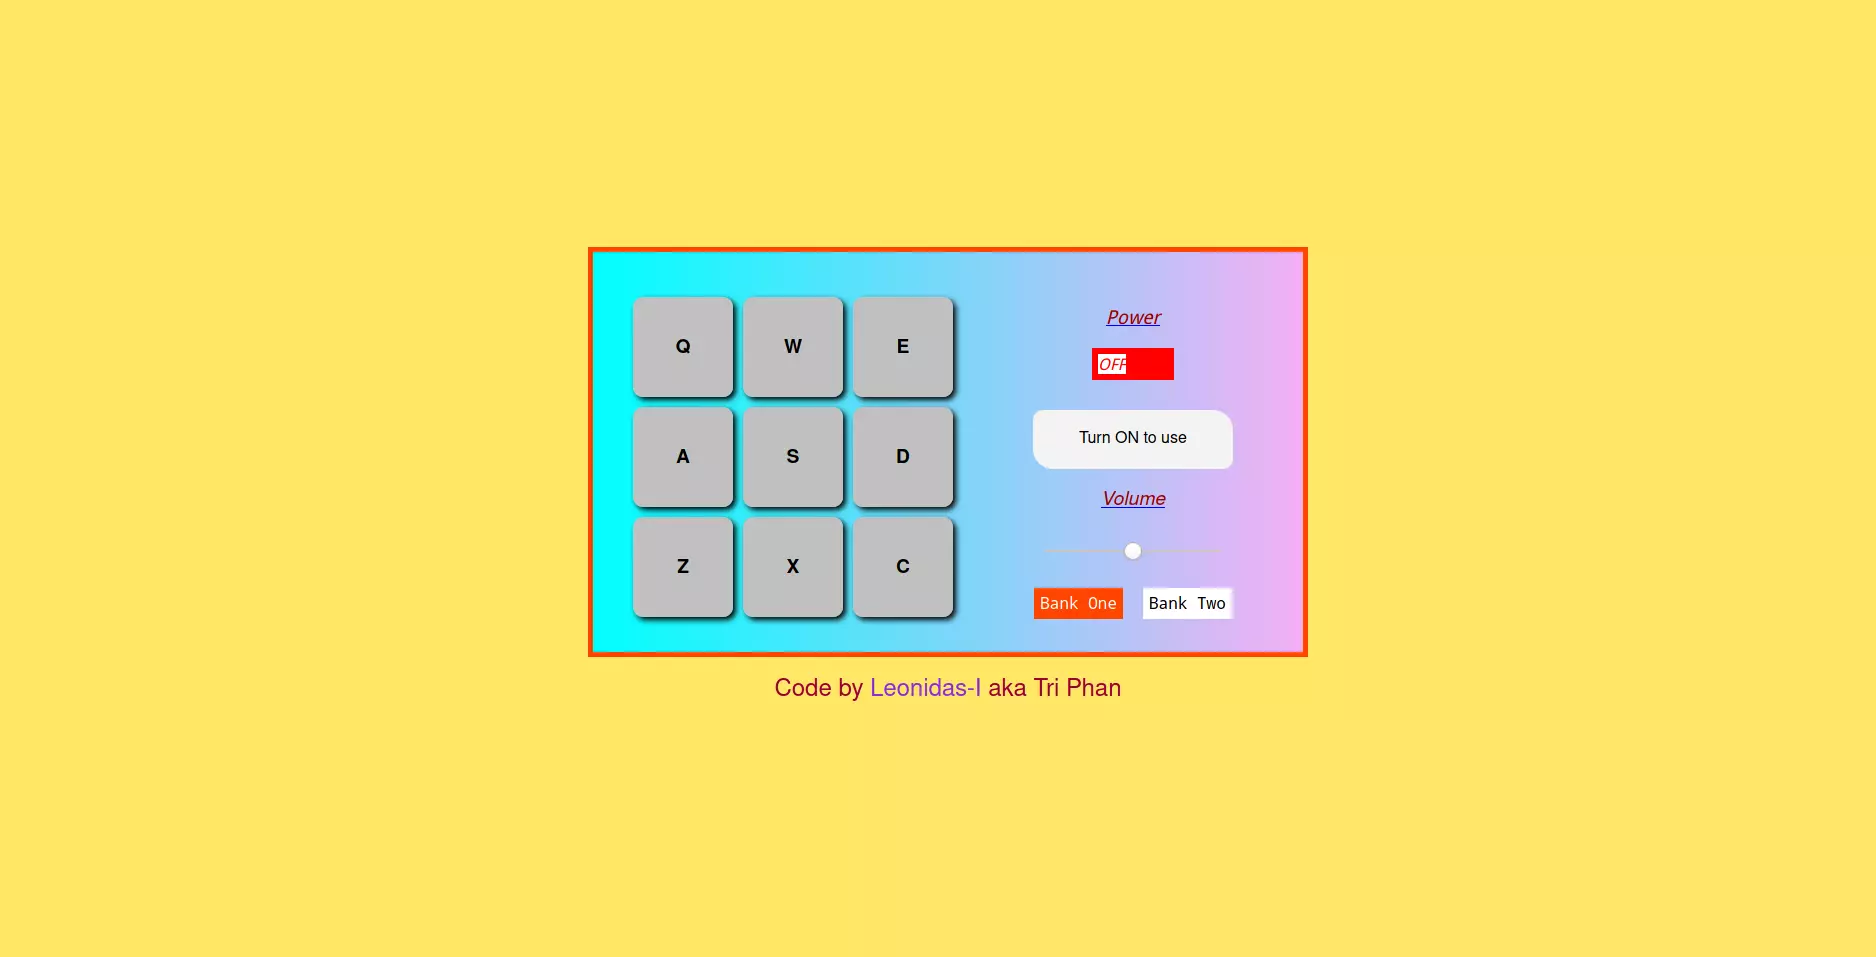 Q W E
A S D
Z X C
Power
OFF
Turn ON to use
Volume
Bank One Bank Two
Code by Leonidas-I aka Tri Phan